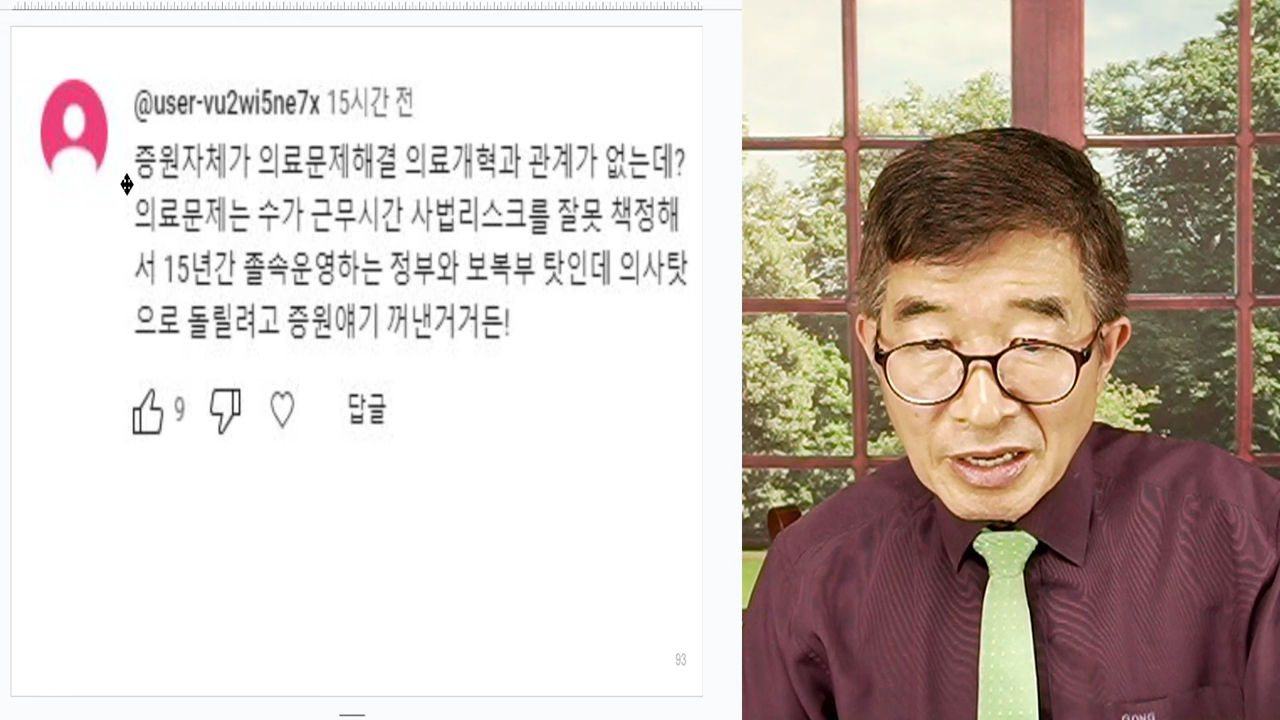 @user-vu2wi5ne7x 15시간 전
증원자체가 의료문제해결 의료개혁과 관계가 없는데?
의료문제는 수가 근무시간 사법리스크를 잘못 책정해
서 15년간 졸속운영하는 정부와 보복부 탓인데 의사탓
으로 돌릴려고 증원얘기 꺼낸거거든!
9 답글
93